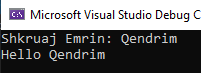 Microsoft Visual Studio Debug C
Shkruaj Emrin: Qendrim
Hello Qendrim